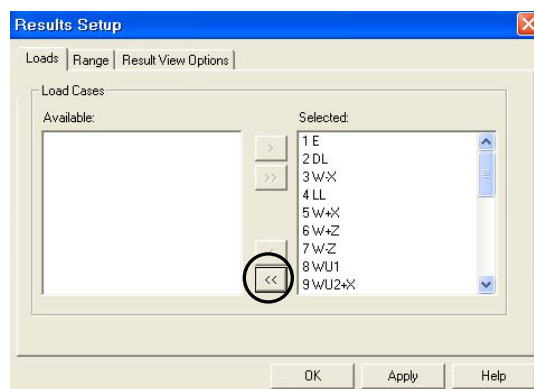 Results Setup
Loads Range Result View Options
Load Cases
Available:
Selected:
>
>>
<
<<
1 E
2 DL
3 W-X
4 LL
5 W+X
6 W+Z
7 W-Z
8 WU1
9 WU2+X
OK Apply Help